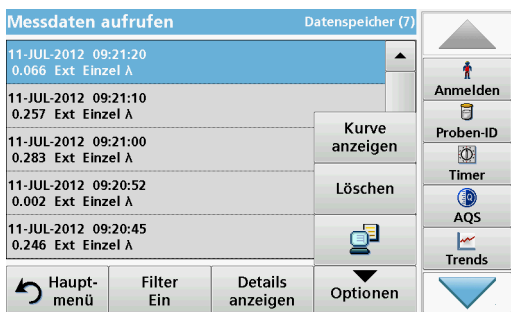 Messdaten aufrufen Datenspeicher (7)
11-JUL-2012 09:21:20
0.066 Ext Einzel λ
11-JUL-2012 09:21:10
0.257 Ext Einzel λ
11-JUL-2012 09:21:00
0.283 Ext Einzel λ
11-JUL-2012 09:20:52
0.002 Ext Einzel λ
11-JUL-2012 09:20:45
0.246 Ext Einzel λ
Kurve
anzeigen
Löschen
Haupt-
menü
Filter
Ein
Details
anzeigen
Optionen
Anmelden
Proben-ID
Timer
AQS
Trends